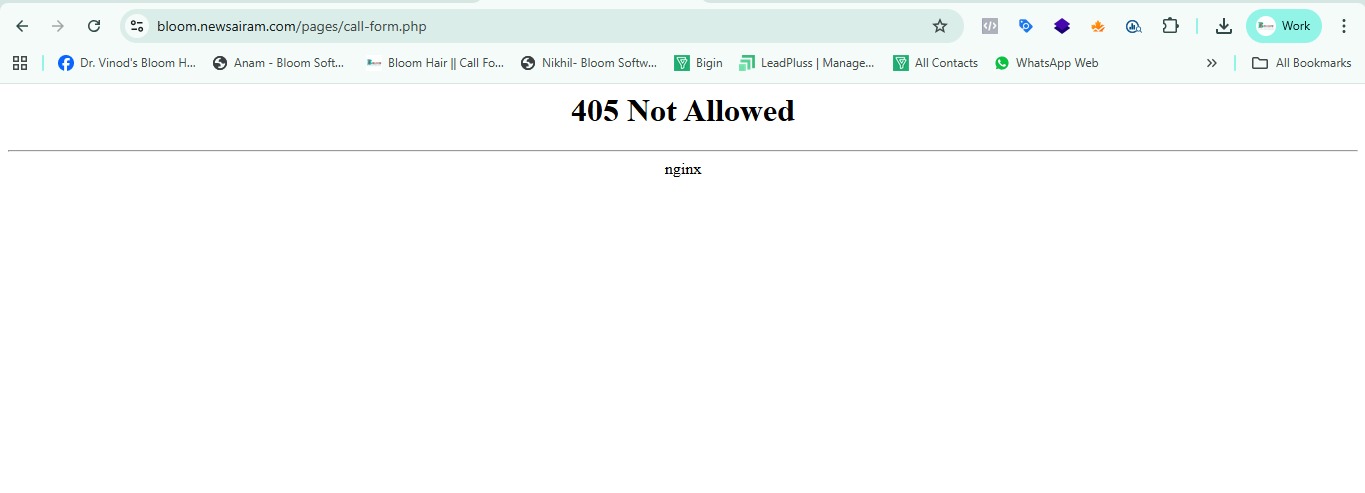 bloom.newsairam.com/pages/call-form.php
Work
Dr. Vinod's Bloom H...
Anam - Bloom Soft...
Bloom Hair || Call Fo...
Nikhil- Bloom Softw...
Bigin
LeadPluss | Manage...
All Contacts
WhatsApp Web
All Bookmarks
405 Not Allowed
nginx